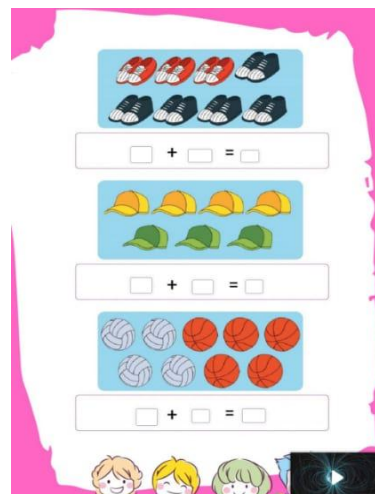 + =
+ =
+ =